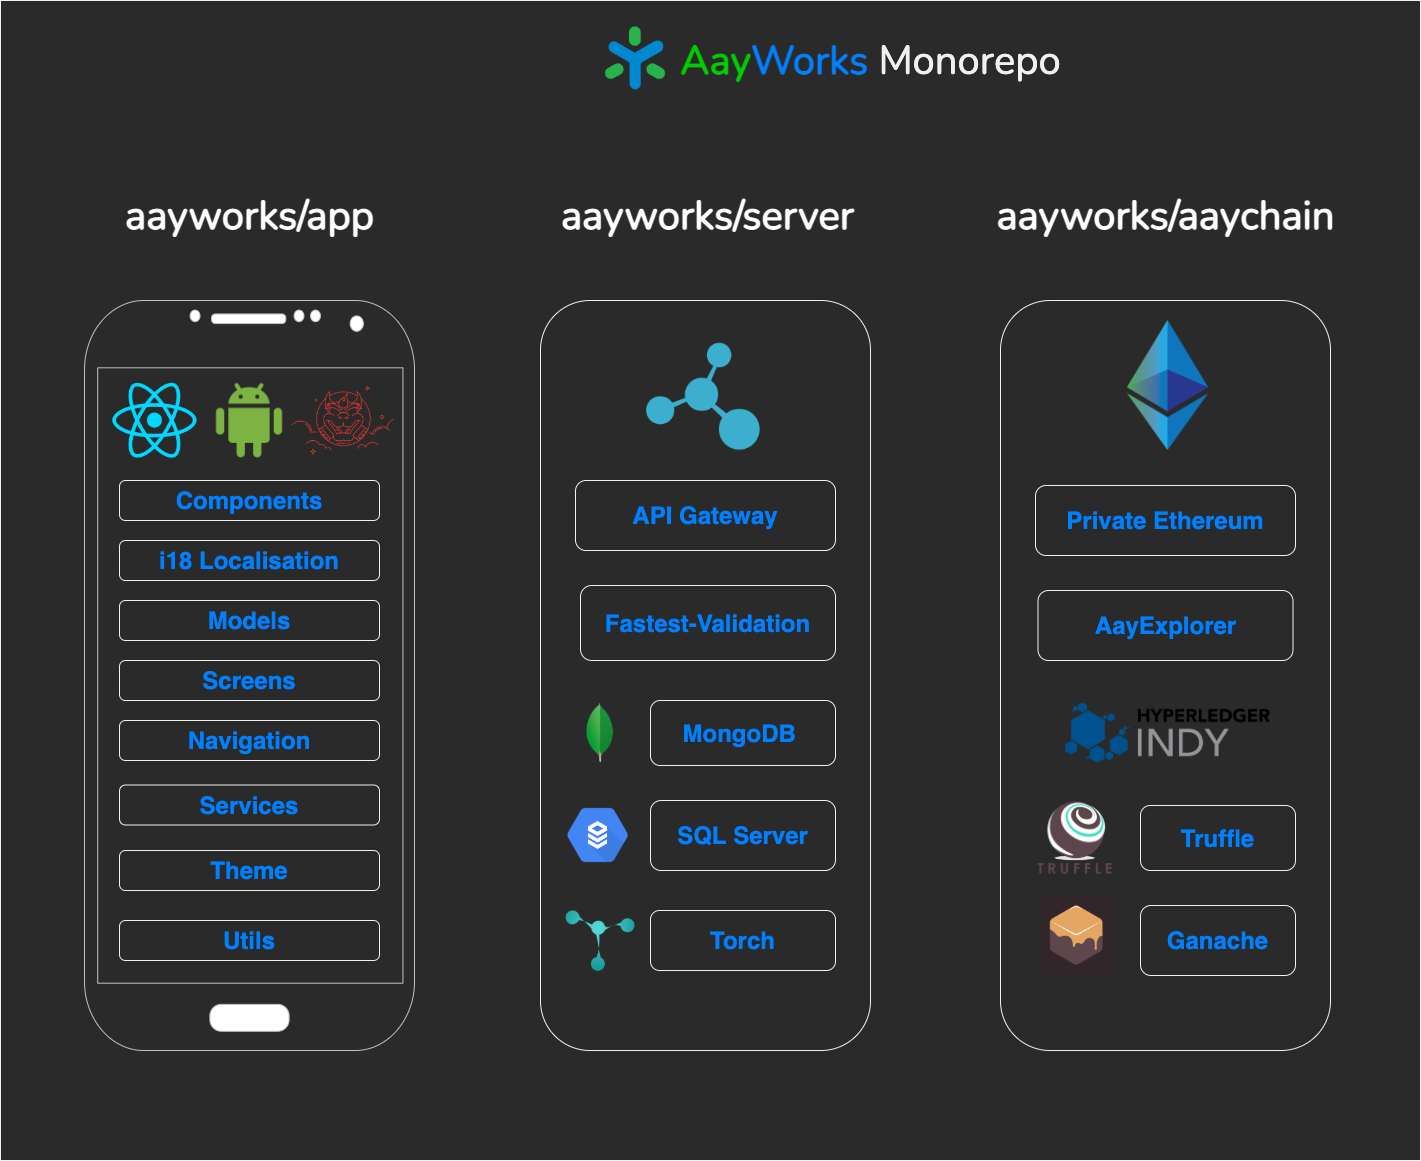 AayWorks Monorepo
aayworks/app
Components
i18 Localisation
Models
Screens
Navigation
Services
Theme
Utils
aayworks/server
API Gateway
Fastest-Validation
MongoDB
SQL Server
Torch
aayworks/aaychain
Private Ethereum
AayExplorer
HYPERLEDGER
INDY
TRUFFLE
Truffle
Ganache